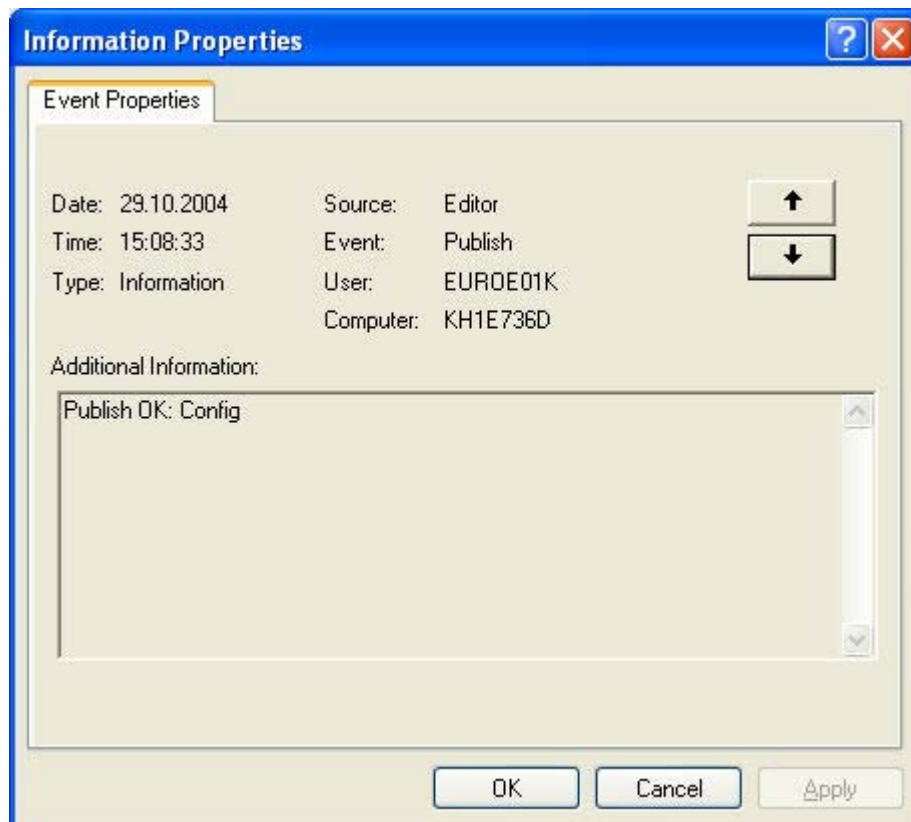 Information Properties
Event Properties
Date: 29.10.2004 Source: Editor
Time: 15:08:33 Event: Publish
Type: Information User: EUROE01K
Computer: KH1E736D
Additional Information:
Publish OK: Config
OK Cancel Apply